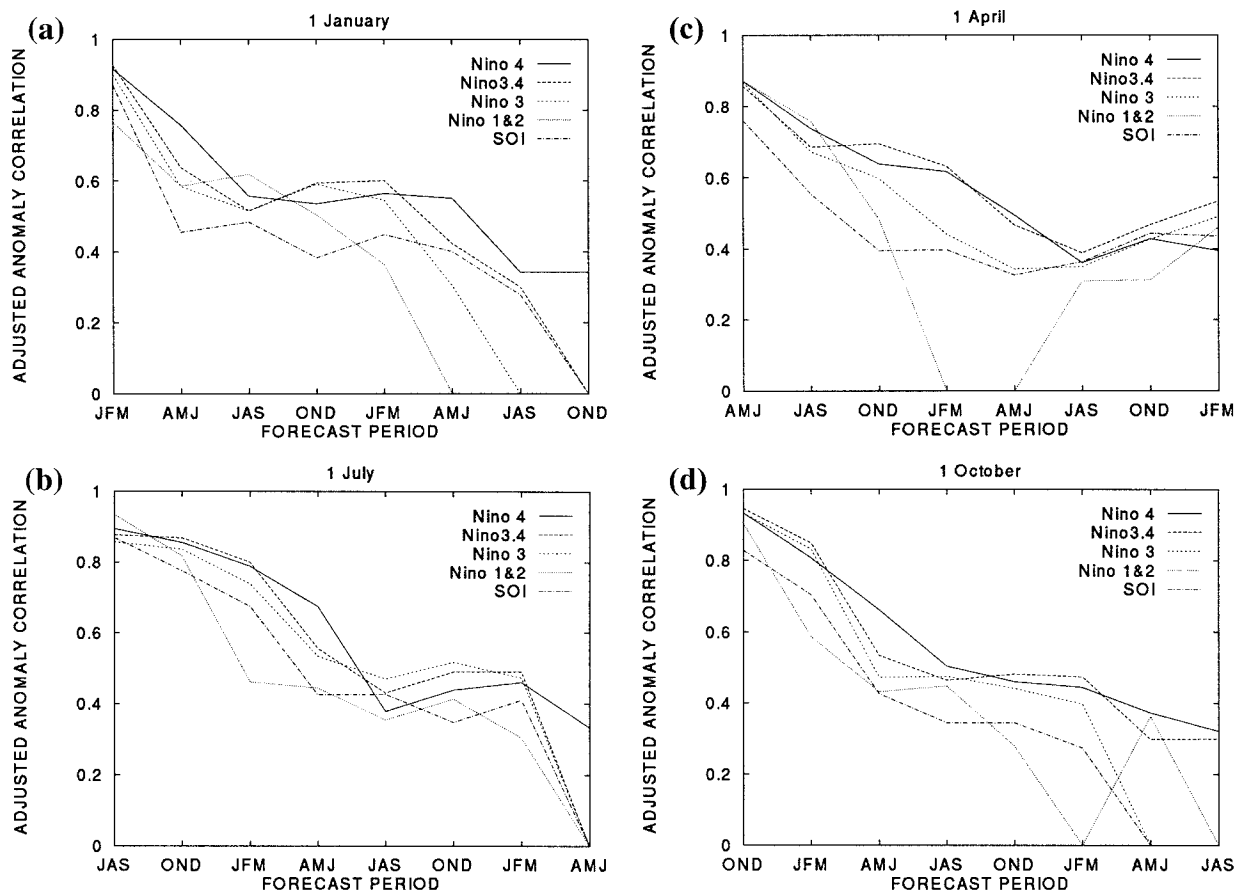 (a)
1 January
ADJUSTED ANOMALY CORRELATION
1
0.8
0.6
0.4
0.2
0
Nino 4
Nino3.4
Nino 3
Nino 1&2
SOI
JFM AMJ JAS OND JFM AMJ JAS OND
FORECAST PERIOD
(c)
1 April
ADJUSTED ANOMALY CORRELATION
1
0.8
0.6
0.4
0.2
0
Nino 4
Nino3.4
Nino 3
Nino 1&2
SOI
AMJ JAS OND JFM AMJ JAS OND JFM
FORECAST PERIOD
(b)
1 July
ADJUSTED ANOMALY CORRELATION
1
0.8
0.6
0.4
0.2
0
Nino 4
Nino3.4
Nino 3
Nino 1&2
SOI
JAS OND JFM AMJ JAS OND JFM AMJ
FORECAST PERIOD
(d)
1 October
ADJUSTED ANOMALY CORRELATION
1
0.8
0.6
0.4
0.2
0
Nino 4
Nino3.4
Nino 3
Nino 1&2
SOI
OND JFM AMJ JAS OND JFM AMJ JAS
FORECAST PERIOD